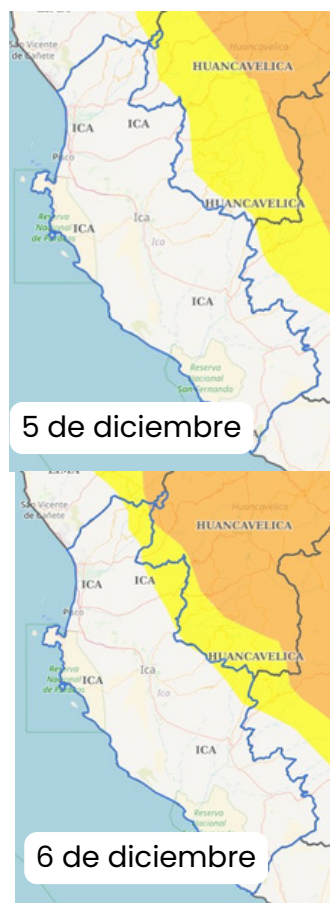 LIMA
San Vicente
de Cañete
Huancavelica
HUANCAVELICA
ICA
ICA
Pisco
HUANCAVELICA
Ica
Reserva
Nacional
de Paracas
ICA
Ica
ICA
Reserva
Nacional
San Fernando
5 de diciembre
LIMA
San Vicente
de Cañete
Huancavelica
HUANCAVELICA
ICA
ICA
Pisco
HUANCAVELICA
Ica
Reserva
Nacional
de Paracas
ICA
Ica
ICA
Reserva
Nacional
6 de diciembre